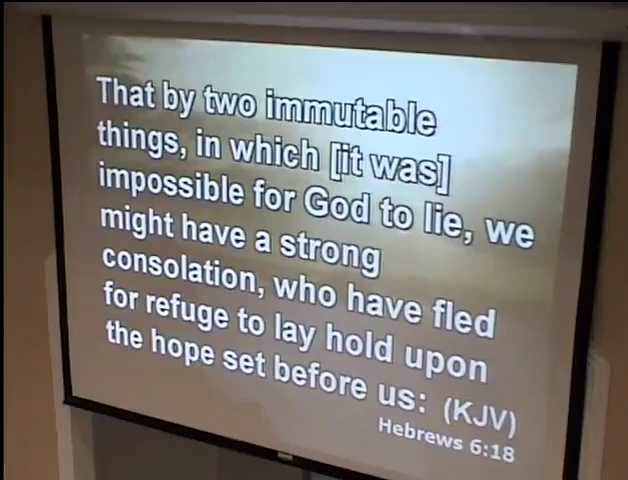 That by two immutable
things, in which [it was]
impossible for God to lie, we
might have a strong
consolation, who have fled
for refuge to lay hold upon
the hope set before us: (KJV)
Hebrews 6:18